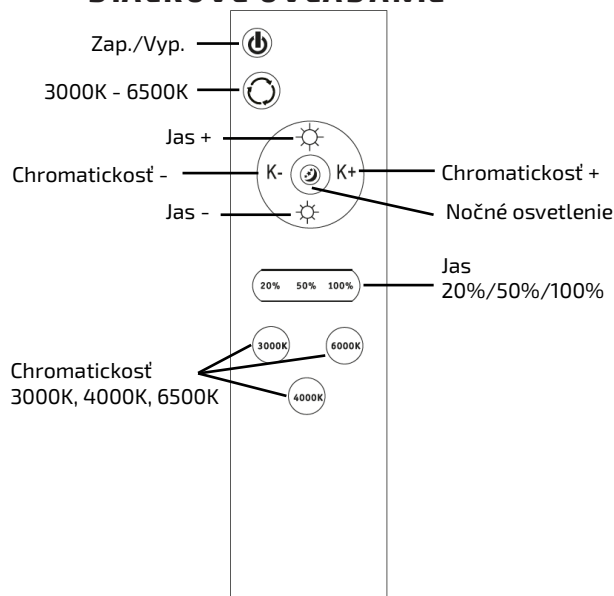 Zap./Vyp.
3000K - 6500K
Jas +
Chromatickosť -
K-
K+
Chromatickosť +
Jas -
Nočné osvetlenie
20% 50% 100%
Jas
20%/50%/100%
3000K
6000K
Chromatickosť
3000K, 4000K, 6500K
4000K